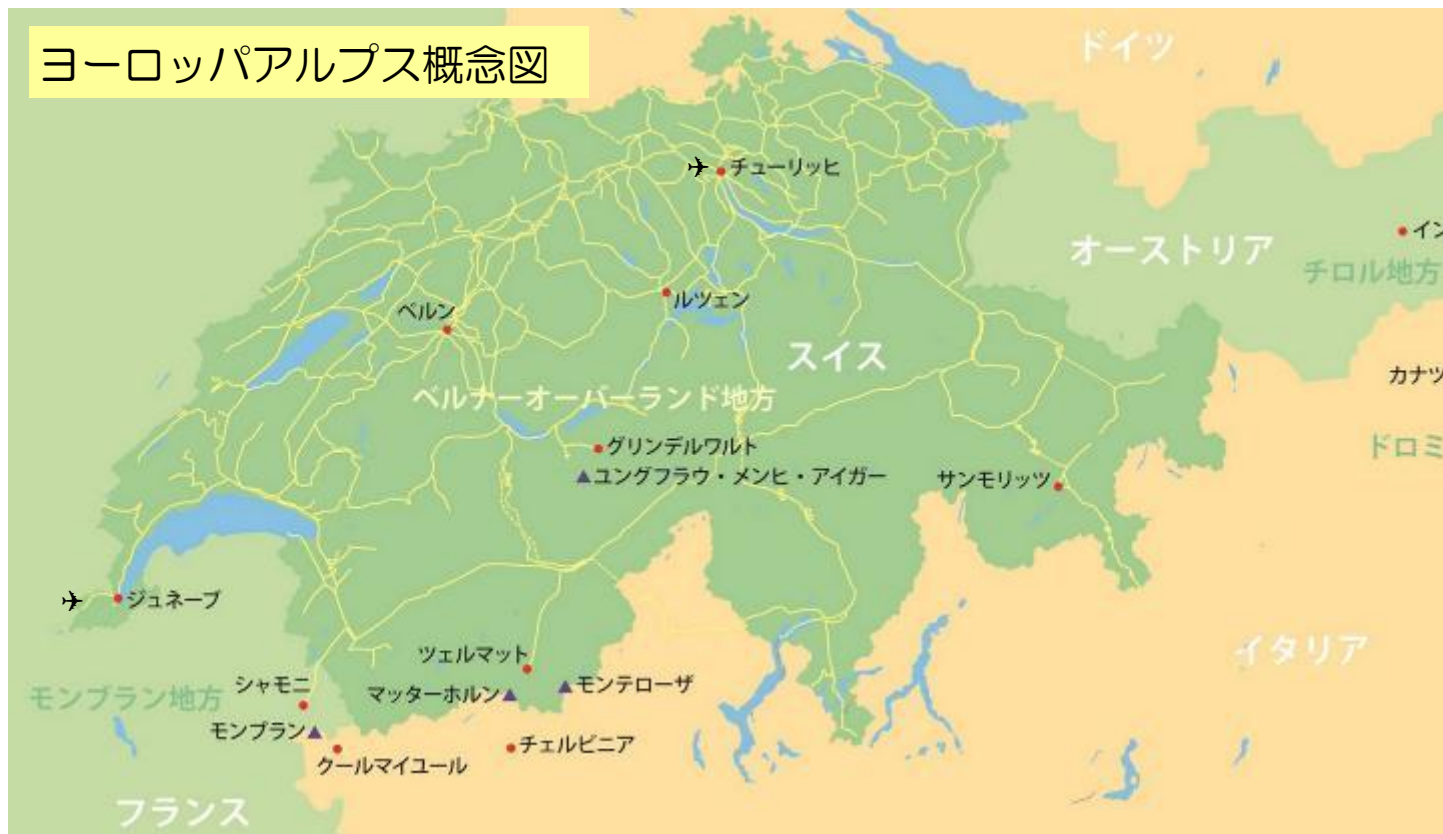 ヨーロッパアルプス概念図
ドイツ
チューリッヒ
オーストリア
イン
チロル地方
ルツェン
ベルン
スイス
カナツ
ベルナーオーバーランド地方
グリンデルワルト
ドロミ
ユングフラウ・メンヒ・アイガー
サンモリッツ
ジュネーブ
イタリア
ツェルマット
シャモニ
モンブラン地方
マッターホルン
モンテローザ
モンブラン
チェルビニア
クールマイユール
フランス